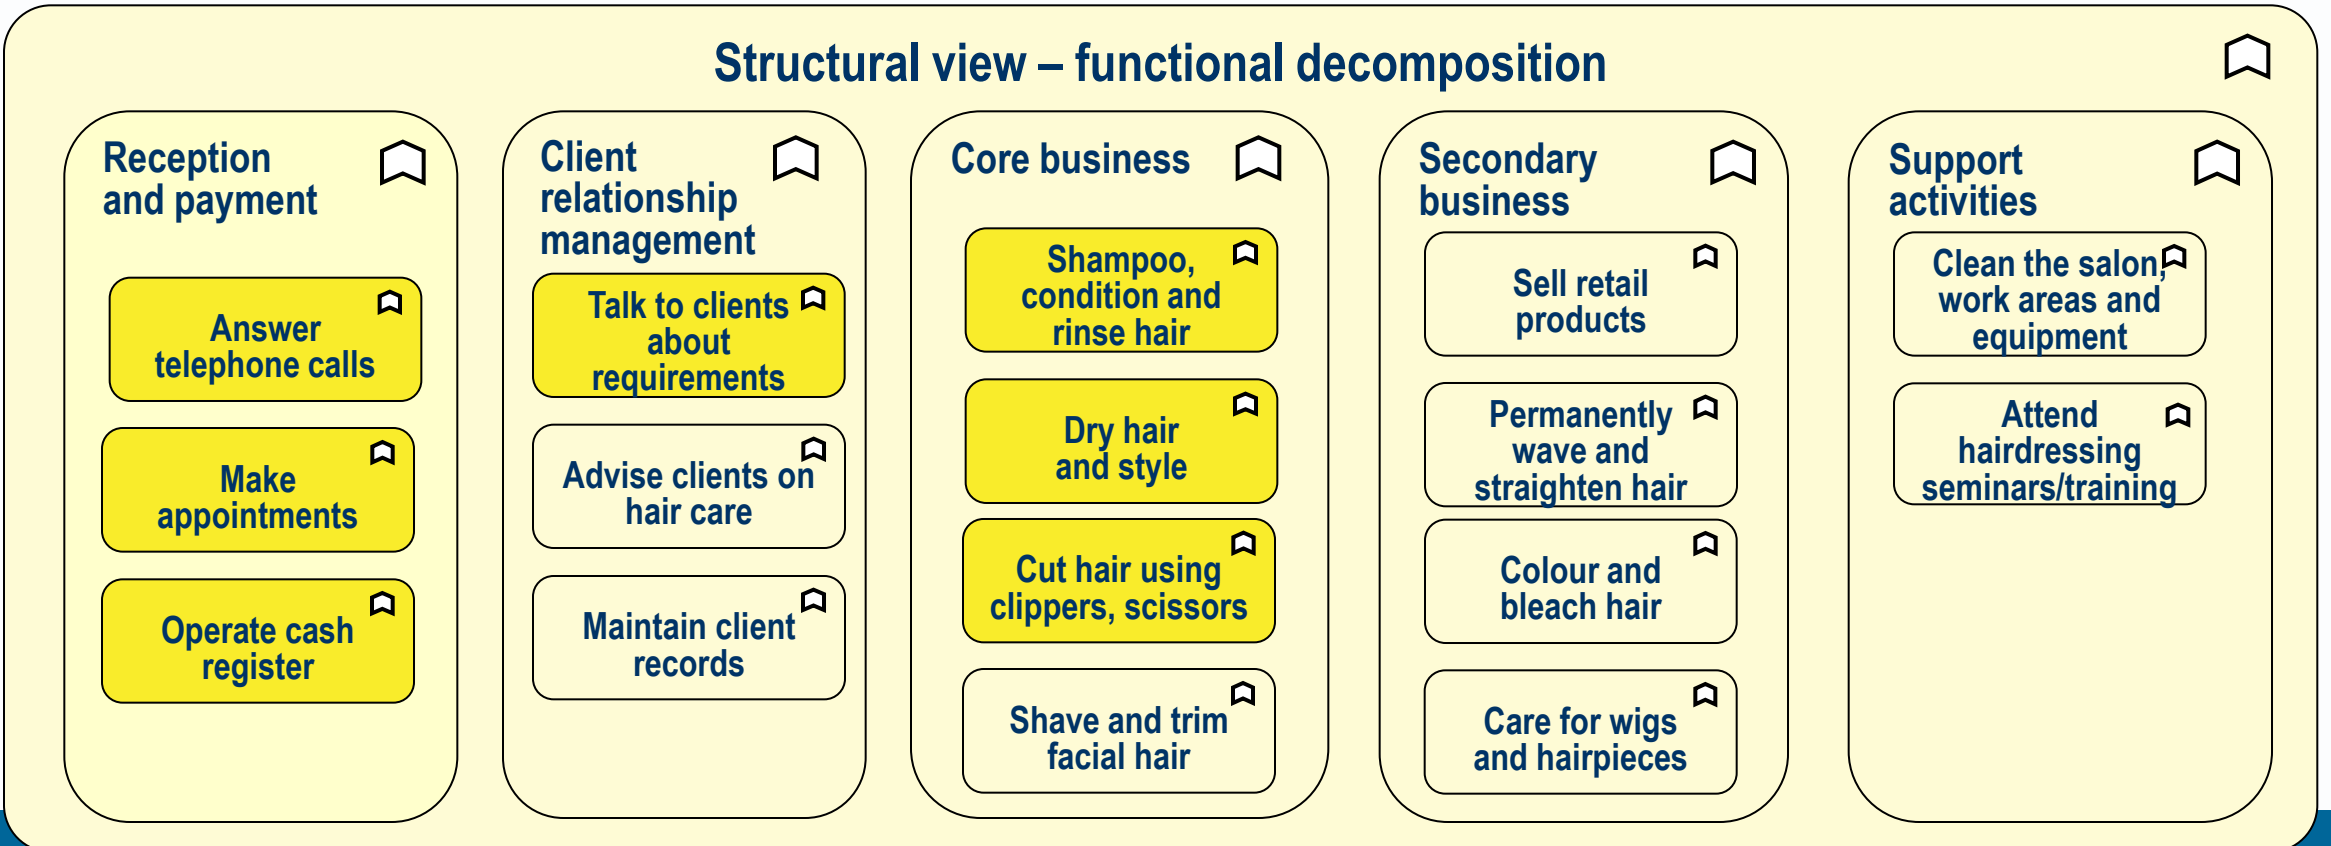 Structural view – functional decomposition
Reception
and payment
Answer
telephone calls
Make
appointments
Operate cash
register
Client
relationship
management
Talk to clients
about
requirements
Advise clients on
hair care
Maintain client
records
Core business
Shampoo,
condition and
rinse hair
Dry hair
and style
Cut hair using
clippers, scissors
Shave and trim
facial hair
Secondary
business
Sell retail
products
Permanently
wave and
straighten hair
Colour and
bleach hair
Care for wigs
and hairpieces
Support
activities
Clean the salon,
work areas and
equipment
Attend
hairdressing
seminars/training